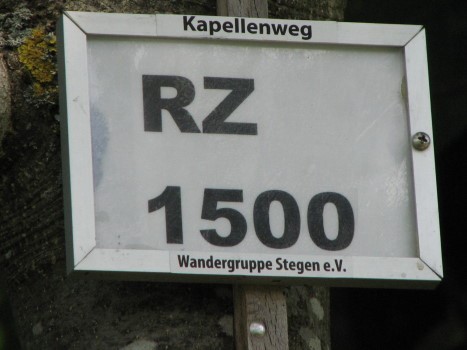 Kapellenweg
RZ
1500
Wandergruppe Stegen e.V.